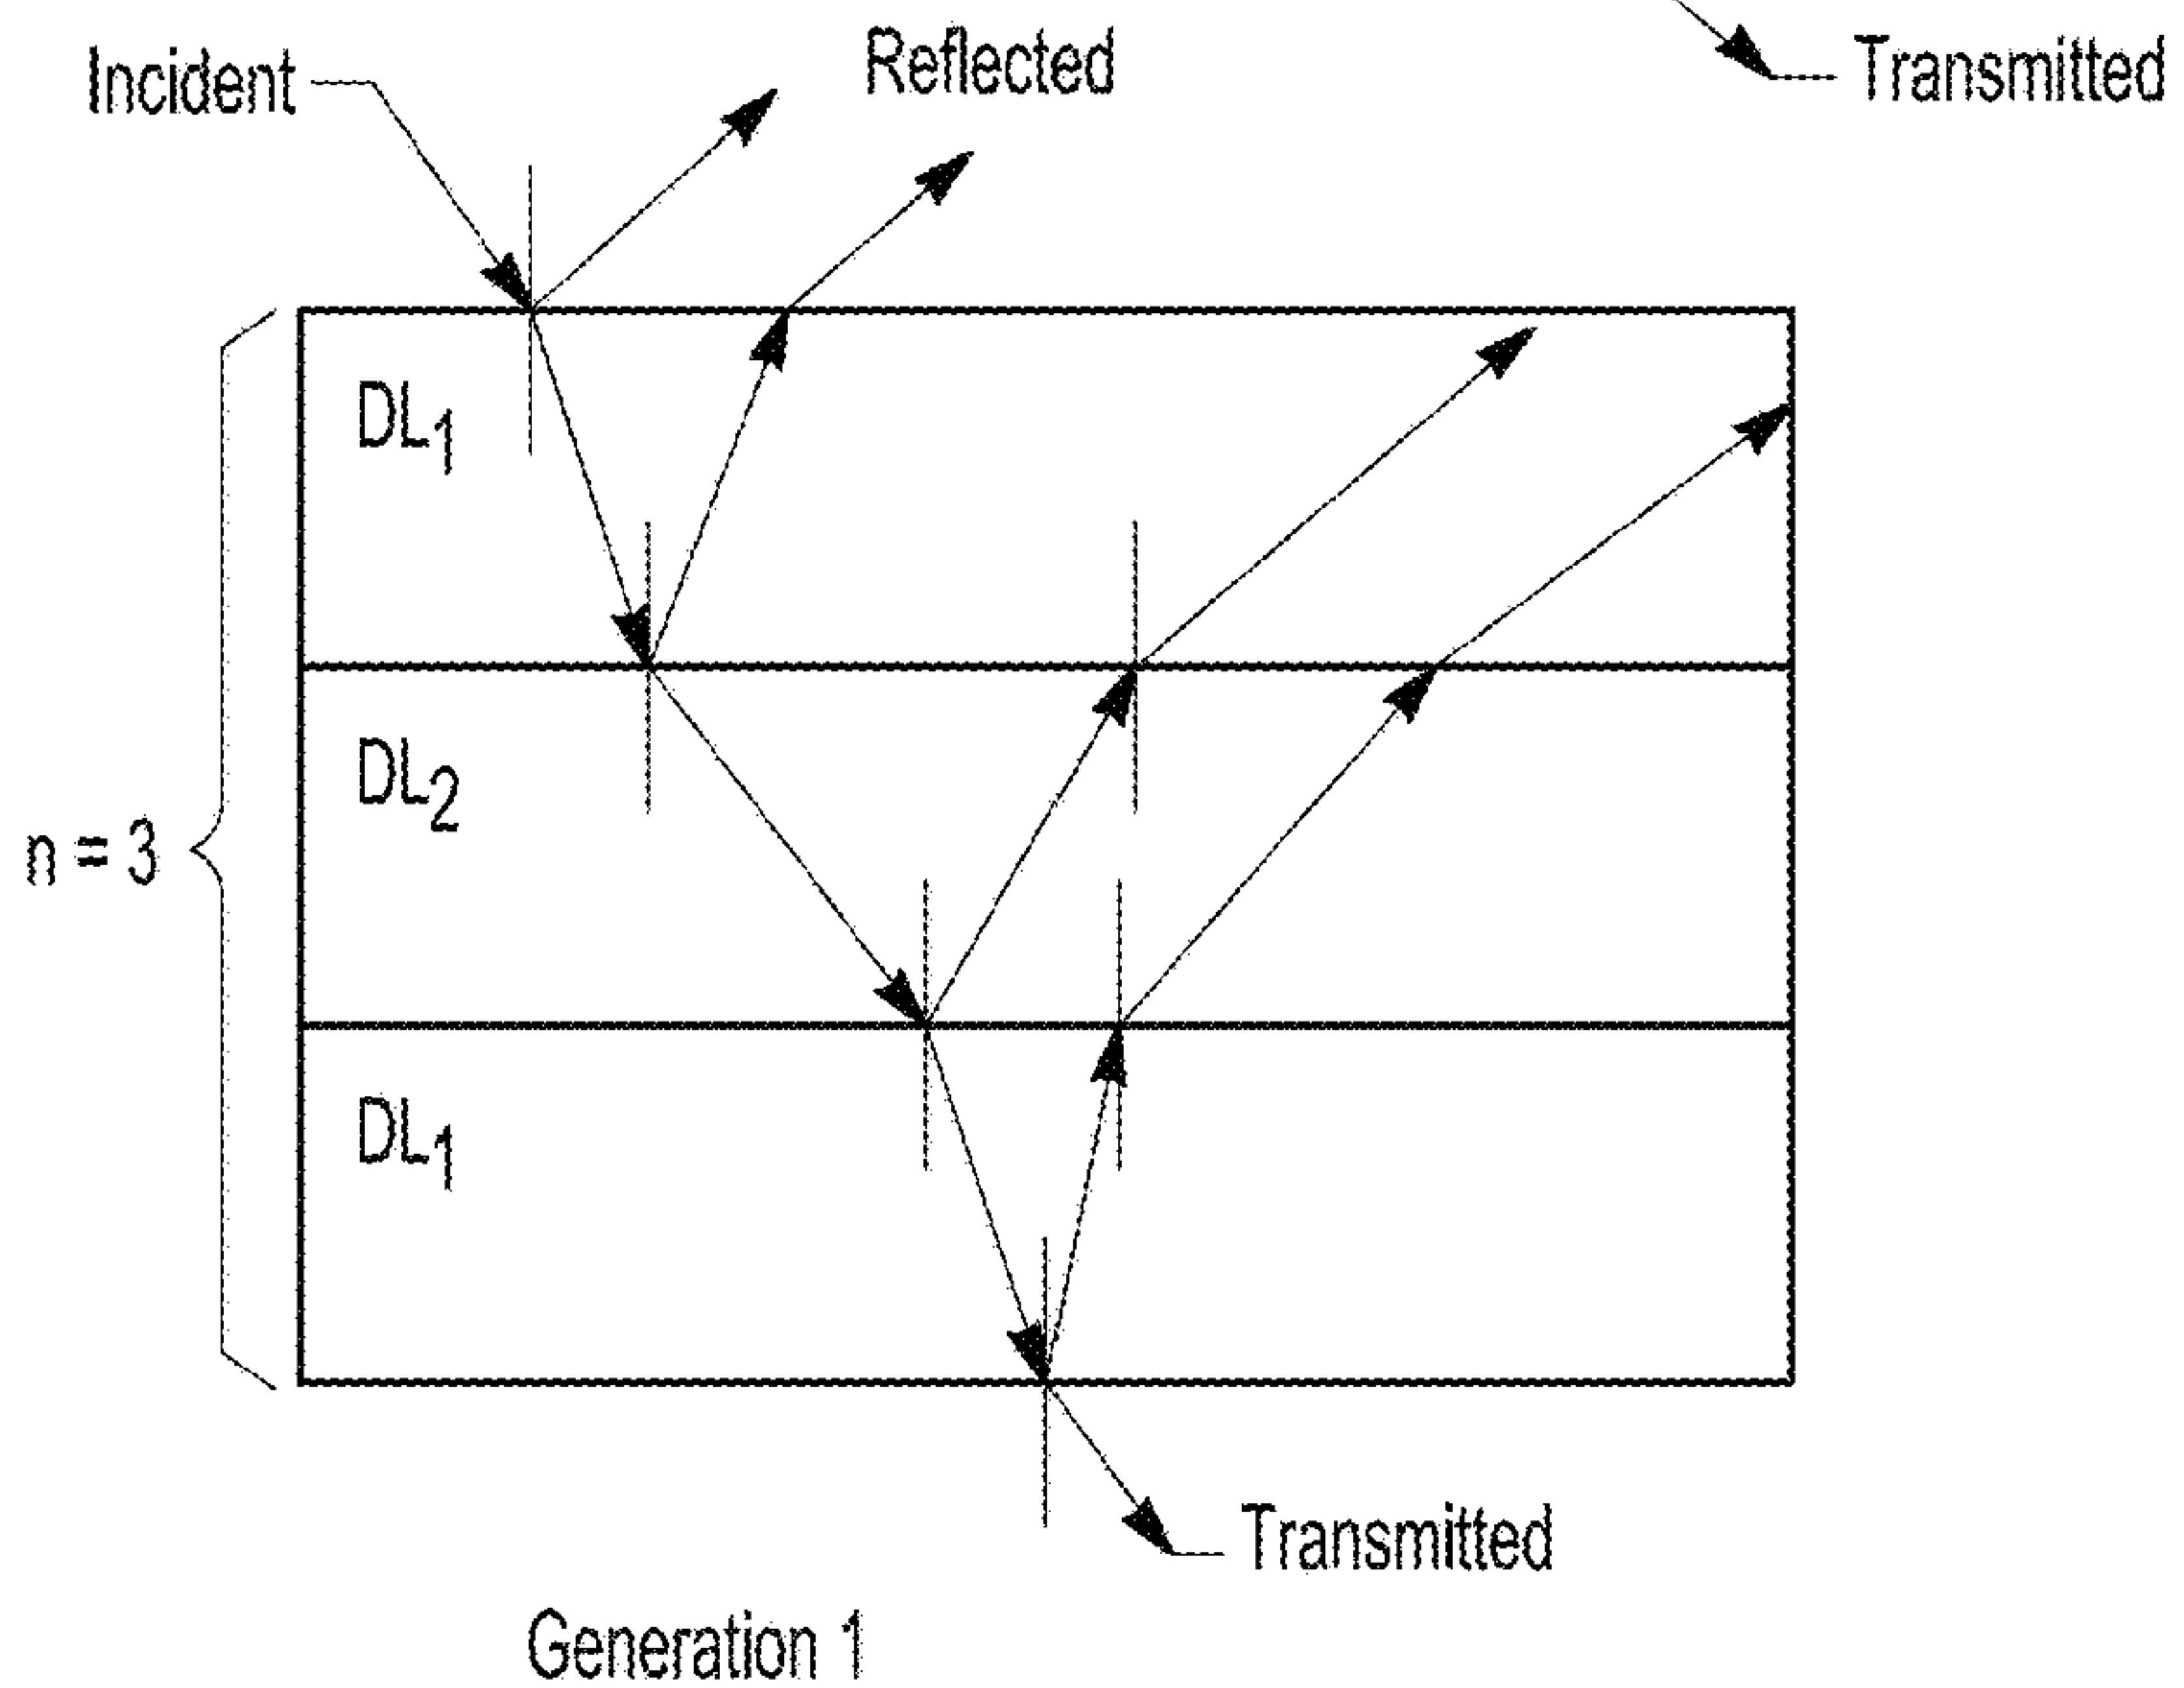 Incident
Reflected
Transmitted
DL1
DL2
n = 3
DL1
Transmitted
Generation 1